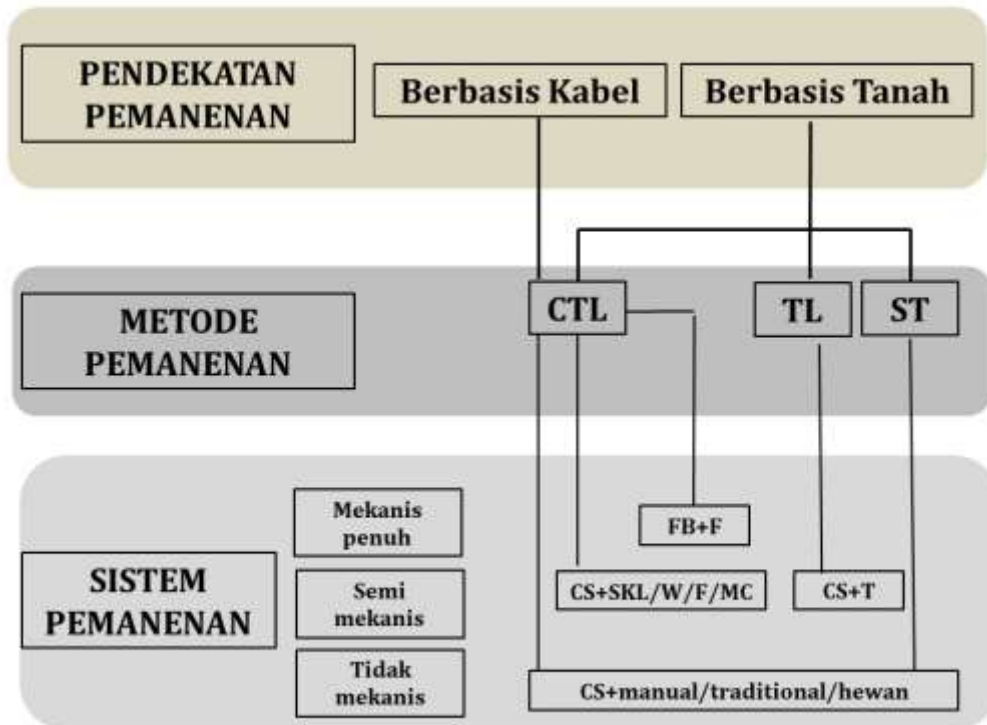 PENDEKATAN
PEMANENAN
Berbasis Kabel
Berbasis Tanah
METODE
PEMANENAN
CTL
TL
ST
SISTEM
PEMANENAN
Mekanis
penuh
Semi
mekanis
Tidak
mekanis
FB+F
CS+SKL/W/F/MC
CS+T
CS+manual/traditional/hewan